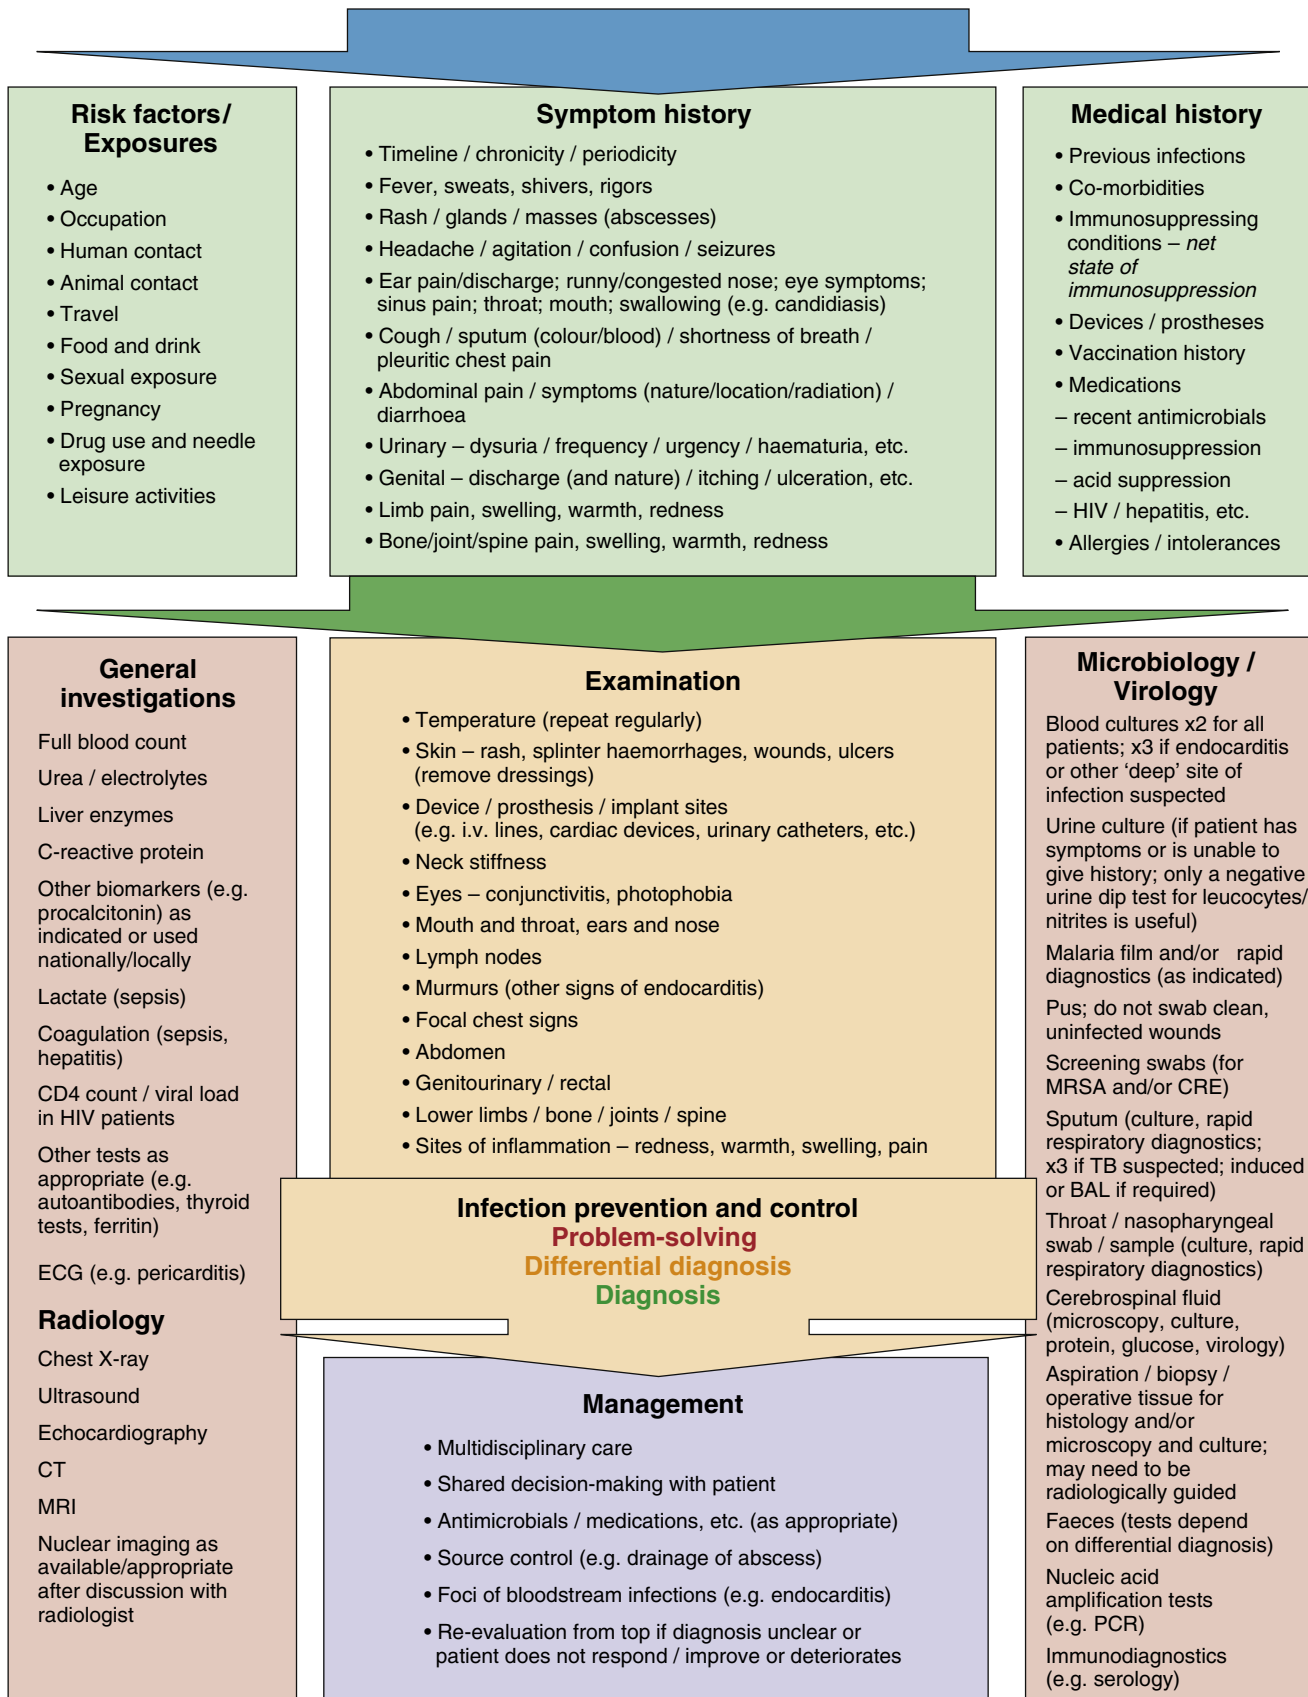 Risk factors/
Exposures
• Age
• Occupation
• Human contact
• Animal contact
• Travel
• Food and drink
• Sexual exposure
• Pregnancy
• Drug use and needle
exposure
• Leisure activities
Symptom history
• Timeline / chronicity / periodicity
• Fever, sweats, shivers, rigors
• Rash / glands / masses (abscesses)
• Headache / agitation / confusion / seizures
• Ear pain/discharge; runny/congested nose; eye symptoms;
sinus pain; throat; mouth; swallowing (e.g. candidiasis)
• Cough / sputum (colour/blood) / shortness of breath /
pleuritic chest pain
• Abdominal pain / symptoms (nature/location/radiation) /
diarrhoea
• Urinary – dysuria / frequency / urgency / haematuria, etc.
• Genital – discharge (and nature) / itching / ulceration, etc.
• Limb pain, swelling, warmth, redness
• Bone/joint/spine pain, swelling, warmth, redness
Medical history
• Previous infections
• Co-morbidities
• Immunosuppressing
conditions – net
state of
immunosuppression
• Devices / prostheses
• Vaccination history
• Medications
– recent antimicrobials
– immunosuppression
– acid suppression
– HIV / hepatitis, etc.
• Allergies / intolerances
General
investigations
Full blood count
Urea / electrolytes
Liver enzymes
C-reactive protein
Other biomarkers (e.g.
procalcitonin) as
indicated or used
nationally/locally
Lactate (sepsis)
Coagulation (sepsis,
hepatitis)
CD4 count / viral load
in HIV patients
Other tests as
appropriate (e.g.
autoantibodies, thyroid
tests, ferritin)
ECG (e.g. pericarditis)
Radiology
Chest X-ray
Ultrasound
Echocardiography
CT
MRI
Nuclear imaging as
available/appropriate
after discussion with
radiologist
Examination
• Temperature (repeat regularly)
• Skin – rash, splinter haemorrhages, wounds, ulcers
(remove dressings)
• Device / prosthesis / implant sites
(e.g. i.v. lines, cardiac devices, urinary catheters, etc.)
• Neck stiffness
• Eyes – conjunctivitis, photophobia
• Mouth and throat, ears and nose
• Lymph nodes
• Murmurs (other signs of endocarditis)
• Focal chest signs
• Abdomen
• Genitourinary / rectal
• Lower limbs / bone / joints / spine
• Sites of inflammation – redness, warmth, swelling, pain
Infection prevention and control
Problem-solving
Differential diagnosis
Diagnosis
Management
• Multidisciplinary care
• Shared decision-making with patient
• Antimicrobials / medications, etc. (as appropriate)
• Source control (e.g. drainage of abscess)
• Foci of bloodstream infections (e.g. endocarditis)
• Re-evaluation from top if diagnosis unclear or
patient does not respond / improve or deteriorates
Microbiology /
Virology
Blood cultures x2 for all
patients; x3 if endocarditis
or other ‘deep’ site of
infection suspected
Urine culture (if patient has
symptoms or is unable to
give history; only a negative
urine dip test for leucocytes/
nitrites is useful)
Malaria film and/or rapid
diagnostics (as indicated)
Pus; do not swab clean,
uninfected wounds
Screening swabs (for
MRSA and/or CRE)
Sputum (culture, rapid
respiratory diagnostics;
x3 if TB suspected; induced
or BAL if required)
Throat / nasopharyngeal
swab / sample (culture, rapid
respiratory diagnostics)
Cerebrospinal fluid
(microscopy, culture,
protein, glucose, virology)
Aspiration / biopsy /
operative tissue for
histology and/or
microscopy and culture;
may need to be
radiologically guided
Faeces (tests depend
on differential diagnosis)
Nucleic acid
amplification tests
(e.g. PCR)
Immunodiagnostics
(e.g. serology)